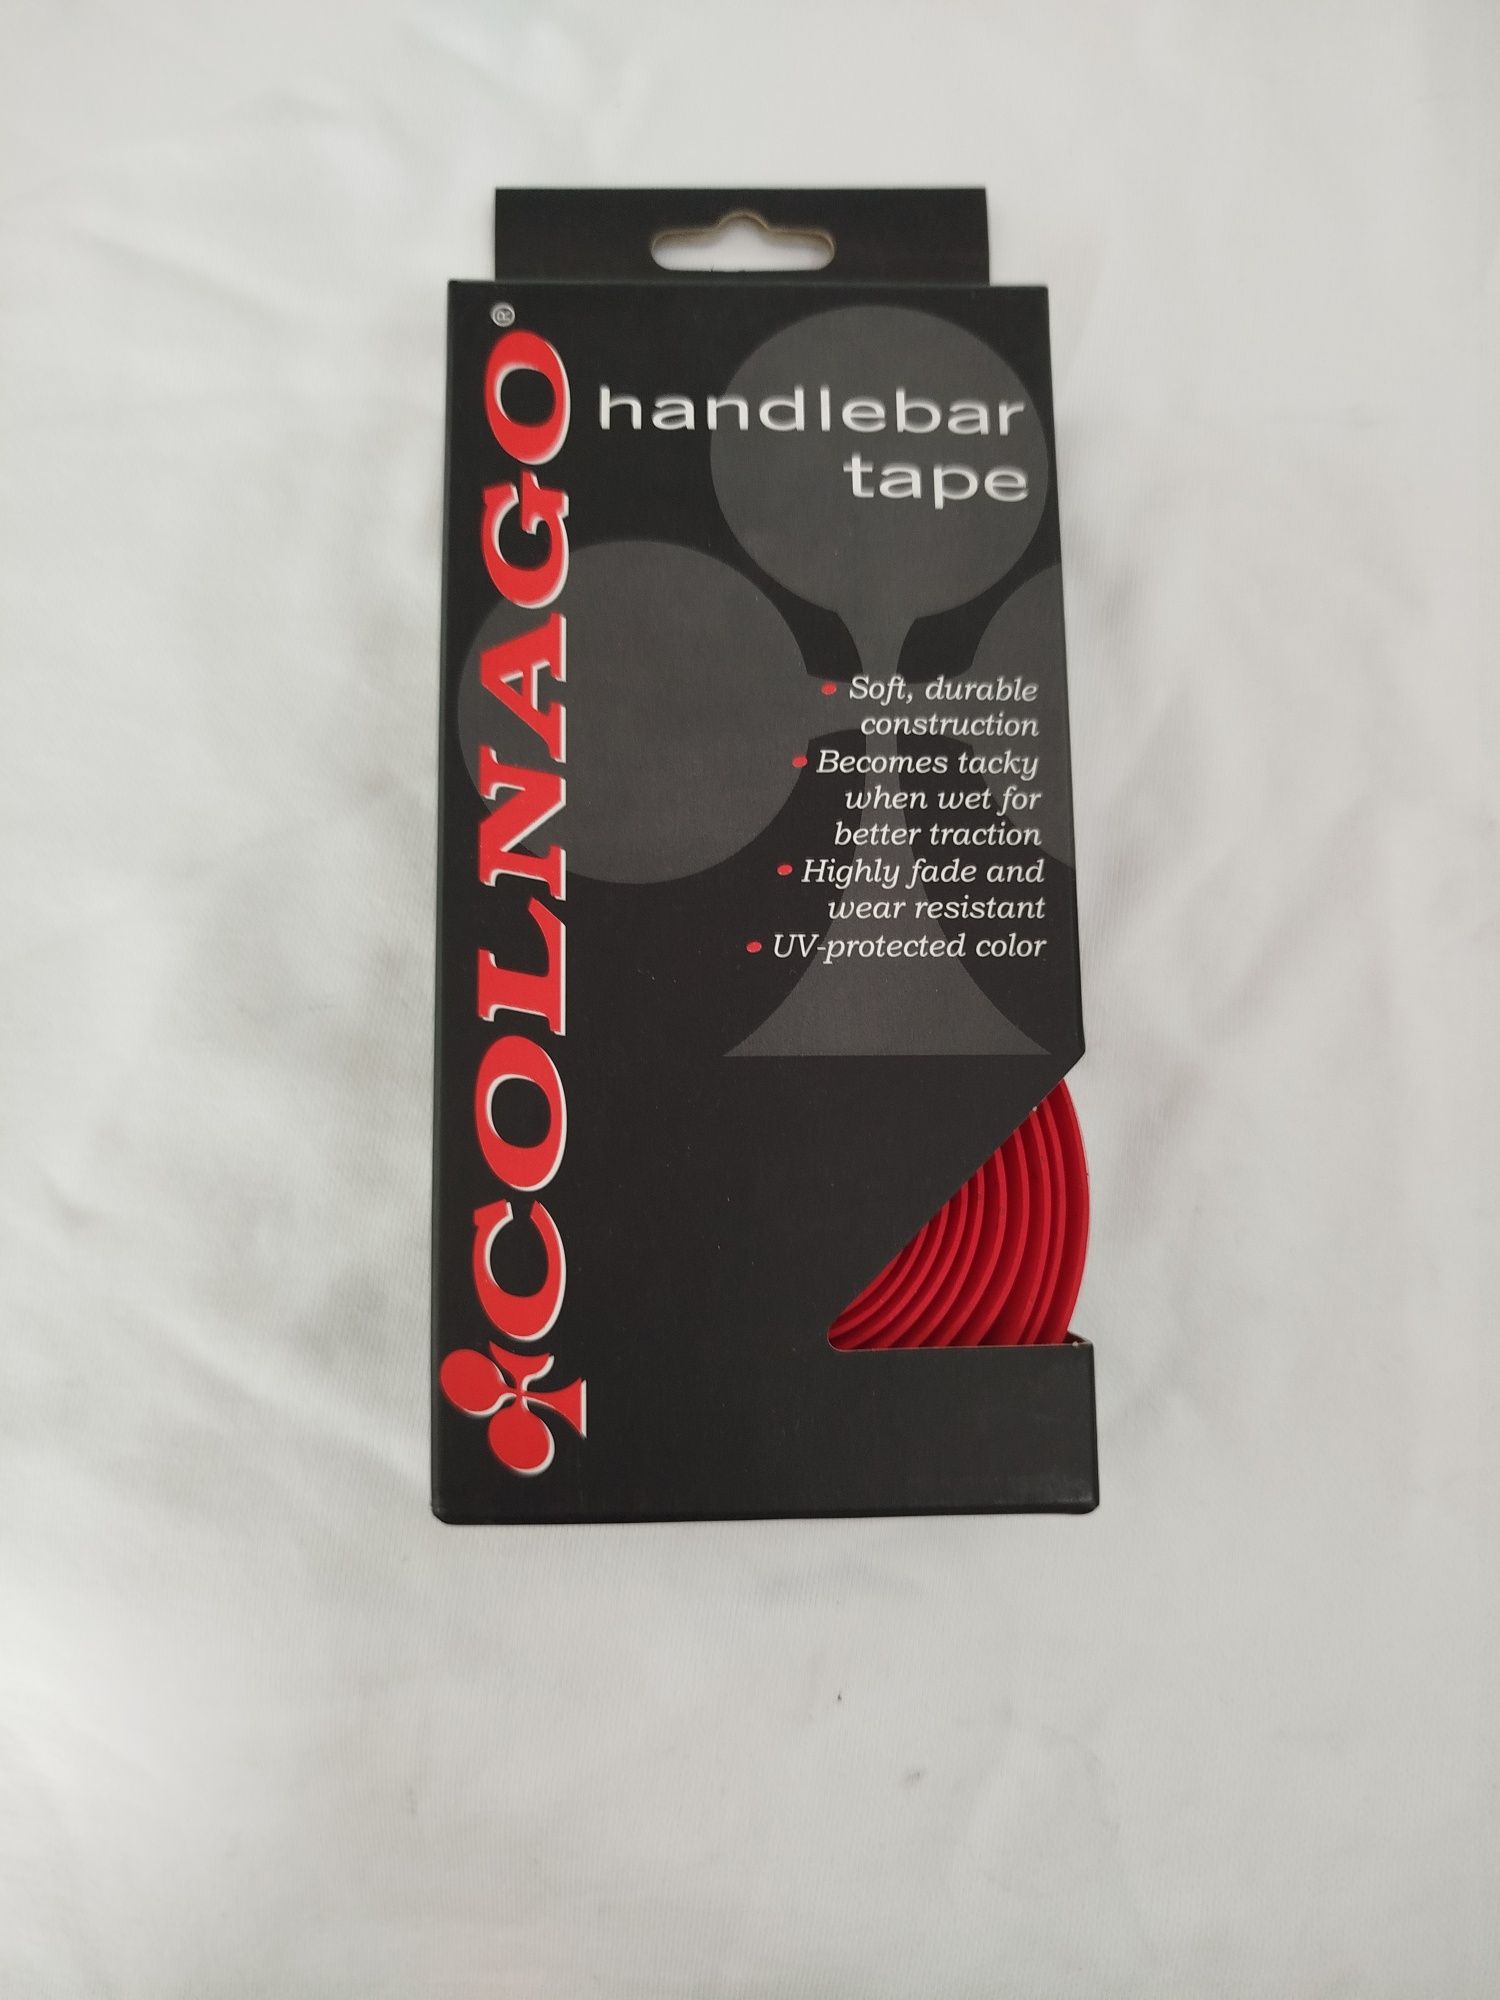 COLNAGO®
handlebar
tape
• Soft, durable
construction
• Becomes tacky
when wet for
better traction
• Highly fade and
wear resistant
• UV-protected color